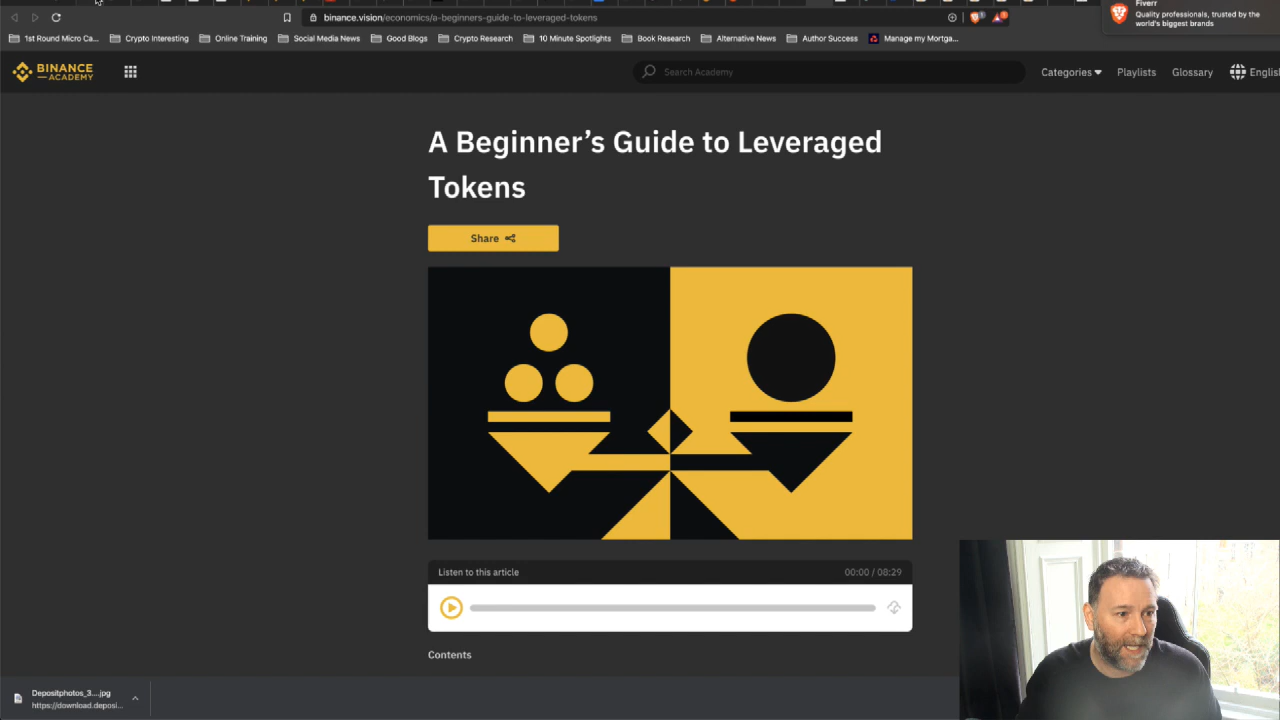 Fiverr
Quality professionals, trusted by the
world's biggest brands
binance.vision/economics/a-beginners-guide-to-leveraged-tokens
1st Round Micro Ca...
Crypto Interesting
Online Training
Social Media News
Good Blogs
Crypto Research
10 Minute Spotlights
Book Research
Alternative News
Author Success
Manage my Mortga...
BINANCE
ACADEMY
Search Academy
Categories
Playlists
Glossary
English
A Beginner's Guide to Leveraged
Tokens
Share
Listen to this article
00:00 / 08:29
Contents
Depositphotos_3....jpg
https://download.deposi...